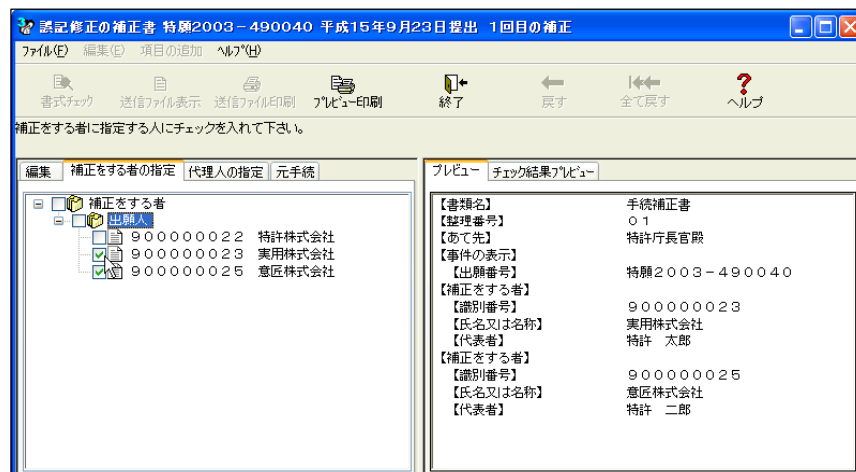 誤記修正の補正書 特願2003－490040 平成15年9月23日提出 1回目の補正
ファイル(F) 編集(E) 項目の追加 ヘルプ(H)
書式チェック 送信ファイル表示 送信ファイル印刷 プレビュー印刷 終了 戻す 全て戻す ヘルプ
補正をする者に指定する人にチェックを入れて下さい。
編集 補正をする者の指定 代理人の指定 元手続
補正をする者
出願人
９０００００００２２ 特許株式会社
９０００００００２３ 実用株式会社
９０００００００２５ 意匠株式会社
プレビュー チェック結果プレビュー
【書類名】 手続補正書
【整理番号】 ０１
【あて先】 特許庁長官殿
【事件の表示】
【出願番号】 特願２００３－４９００４０
【補正をする者】
【識別番号】 ９０００００００２３
【氏名又は名称】 実用株式会社
【代表者】 特許 太郎
【補正をする者】
【識別番号】 ９０００００００２５
【氏名又は名称】 意匠株式会社
【代表者】 特許 二郎